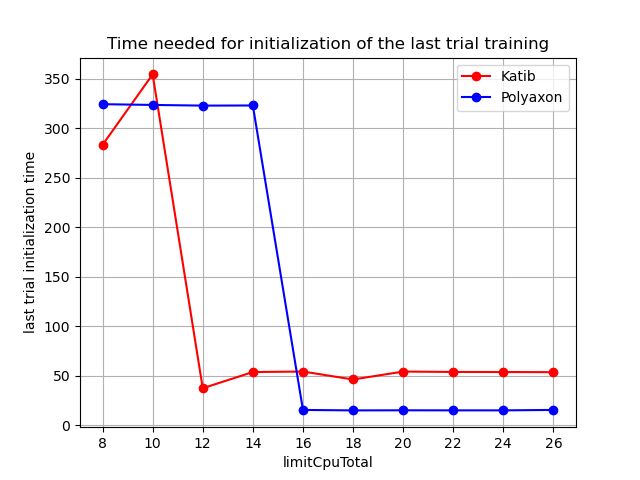 Time needed for initialization of the last trial training
Katib
Polyaxon
350
300
250
200
150
100
50
0
last trial initialization time
8 10 12 14 16 18 20 22 24 26
limitCpuTotal